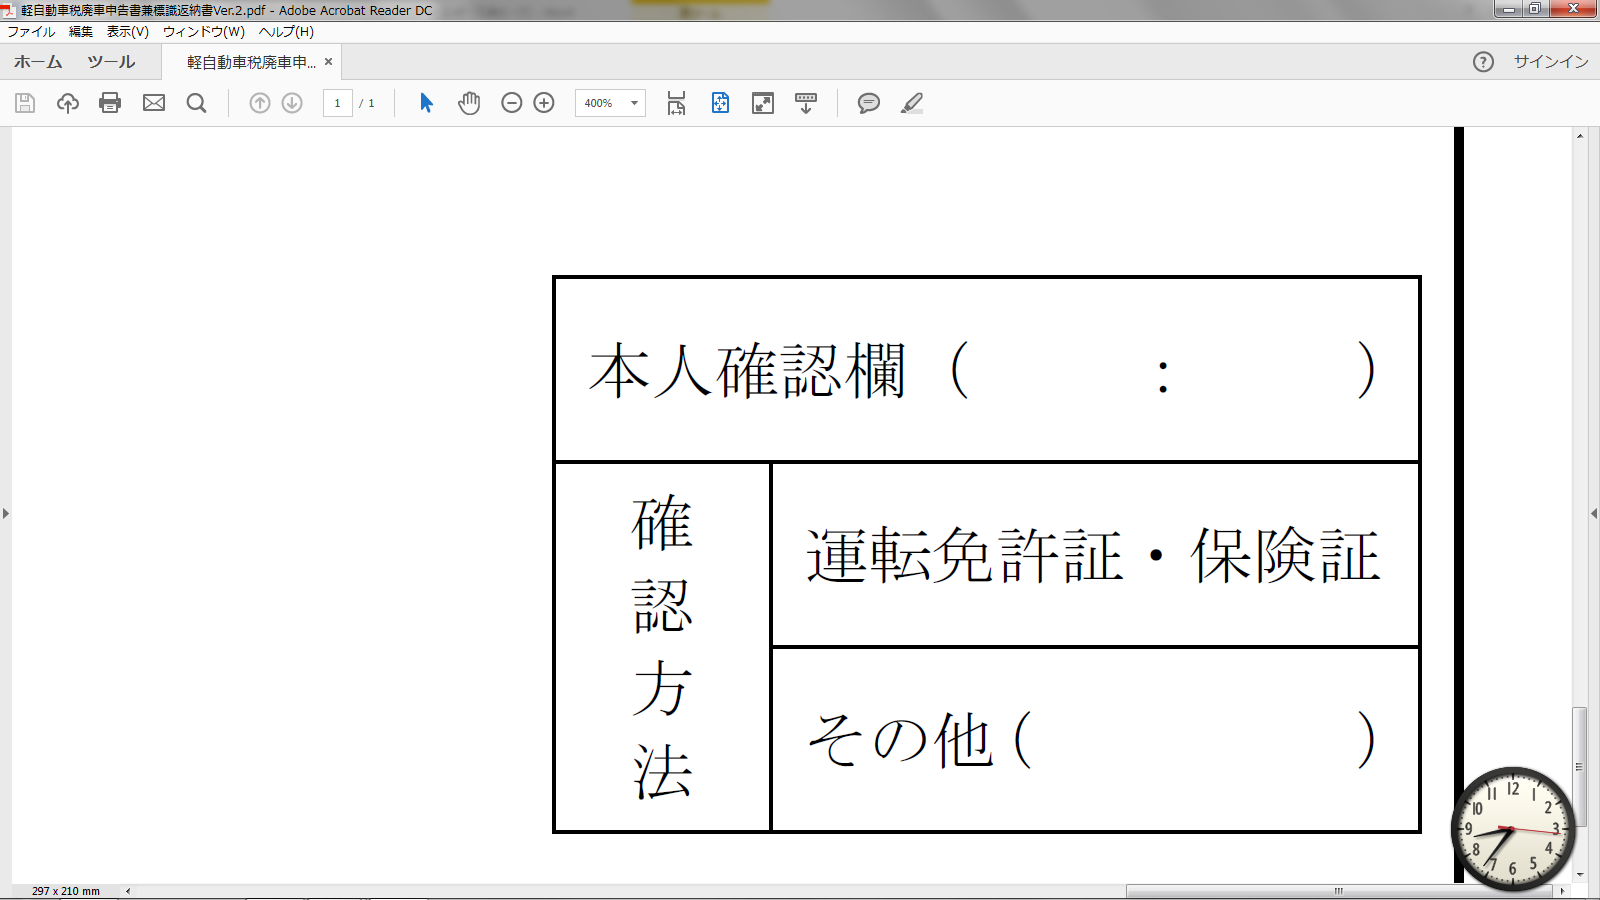 軽自動車税廃車申告書兼標識返納書Ver.2.pdf - Adobe Acrobat Reader DC
ファイル 編集 表示(V) ウィンドウ(W) ヘルプ(H)
ホーム ツール 軽自動車税廃車申... × ? サインイン
1 / 1 400%
本人確認欄（ ： ）
確認方法
運転免許証・保険証
その他（ ）
12 1 2 3 4 5 6 7 8 9 10 11
297 x 210 mm